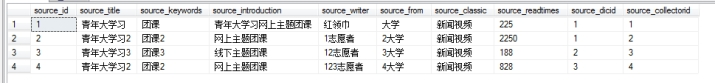 source_id source_title source_keywords source_introduction source_writer source_from source_classic source_readtimes source_dicid source_collectorid
1 1 青年大学习 团课 青年大学习网上主题团课 红领巾 大学 新闻视频 225 1 1
2 2 青年大学习2 团课2 网上主题团课 1志愿者 2大学 新闻视频 2250 1 2
3 3 青年大学习3 团课3 线下主题团课 12志愿者 3大学 新闻视频 188 2 3
4 4 青年大学习2 团课2 网上主题团课 123志愿者 4大学 新闻视频 828 3 4